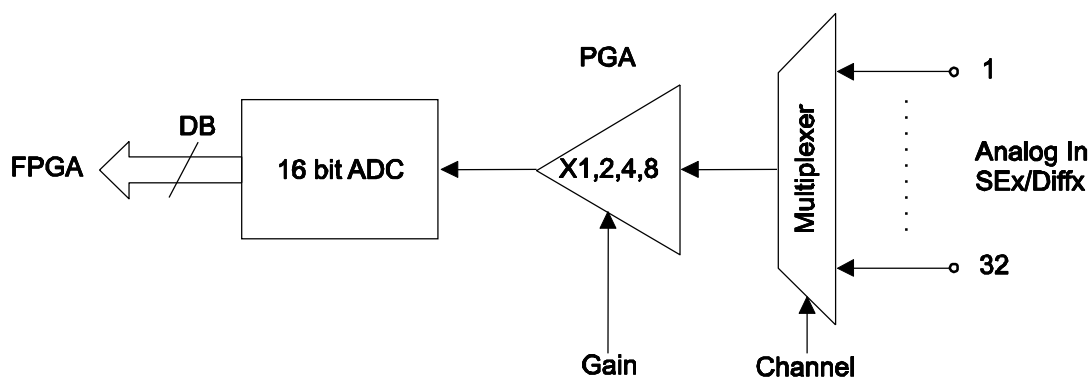 PGA
1
DB
FPGA
16 bit ADC
X1,2,4,8
Multiplexer
Analog In
SEx/Diffx
32
Gain
Channel